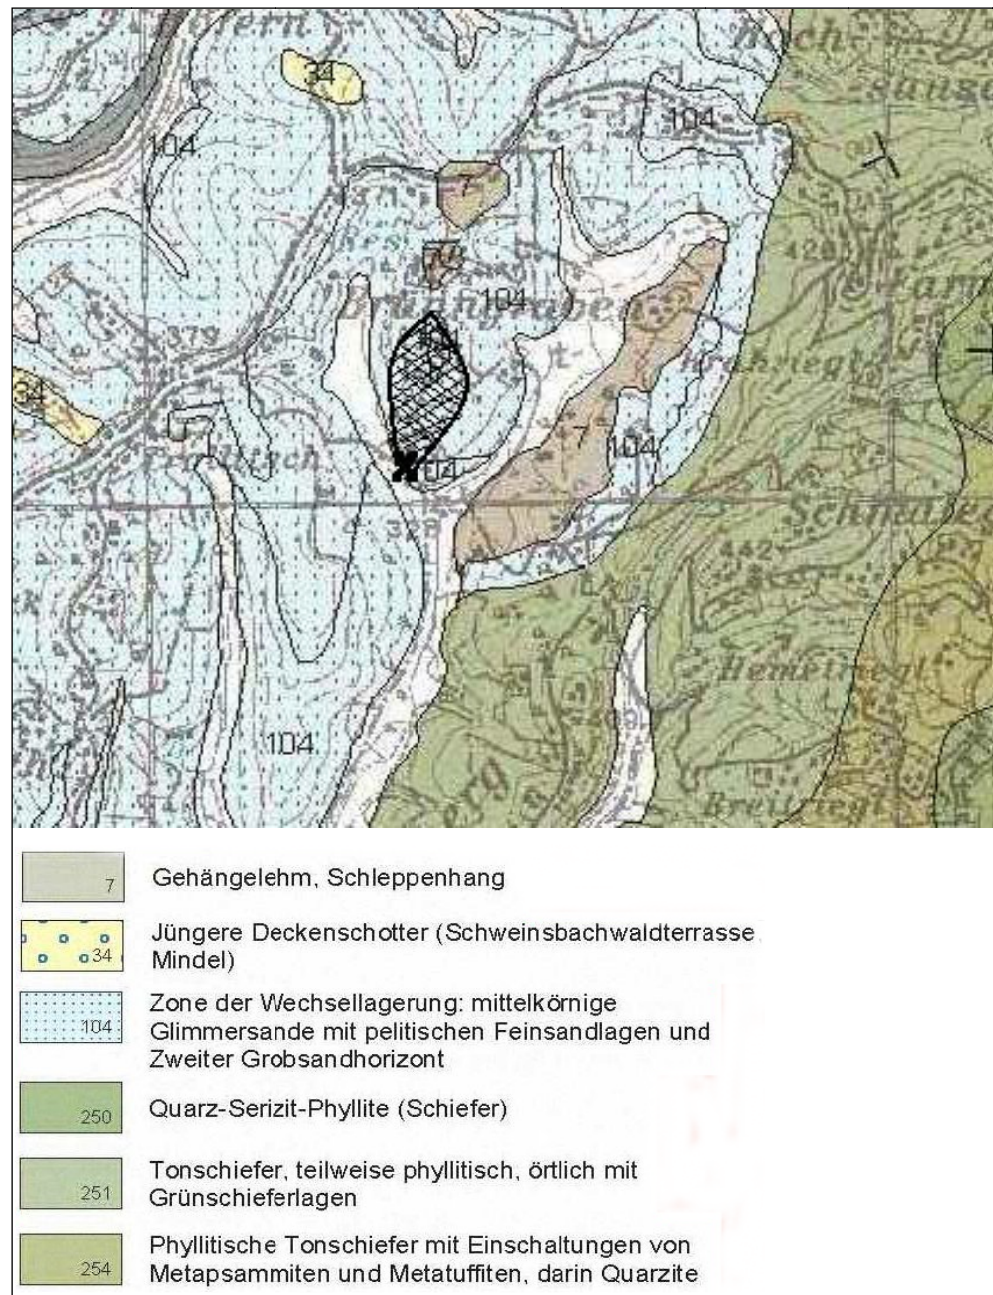 34
104
104
7
7
104
379
34
7
104
104
442
104
7
Gehängelehm, Schleppenhang
34
Jüngere Deckenschotter (Schweinsbachwaldterrasse
Mindel)
104
Zone der Wechsellagerung: mittelkörnige
Glimmersande mit pelitischen Feinsandlagen und
Zweiter Grobsandhorizont
250
Quarz-Serizit-Phyllite (Schiefer)
251
Tonschiefer, teilweise phyllitisch, örtlich mit
Grünschieferlagen
254
Phyllitische Tonschiefer mit Einschaltungen von
Metapsammiten und Metatuffiten, darin Quarzite